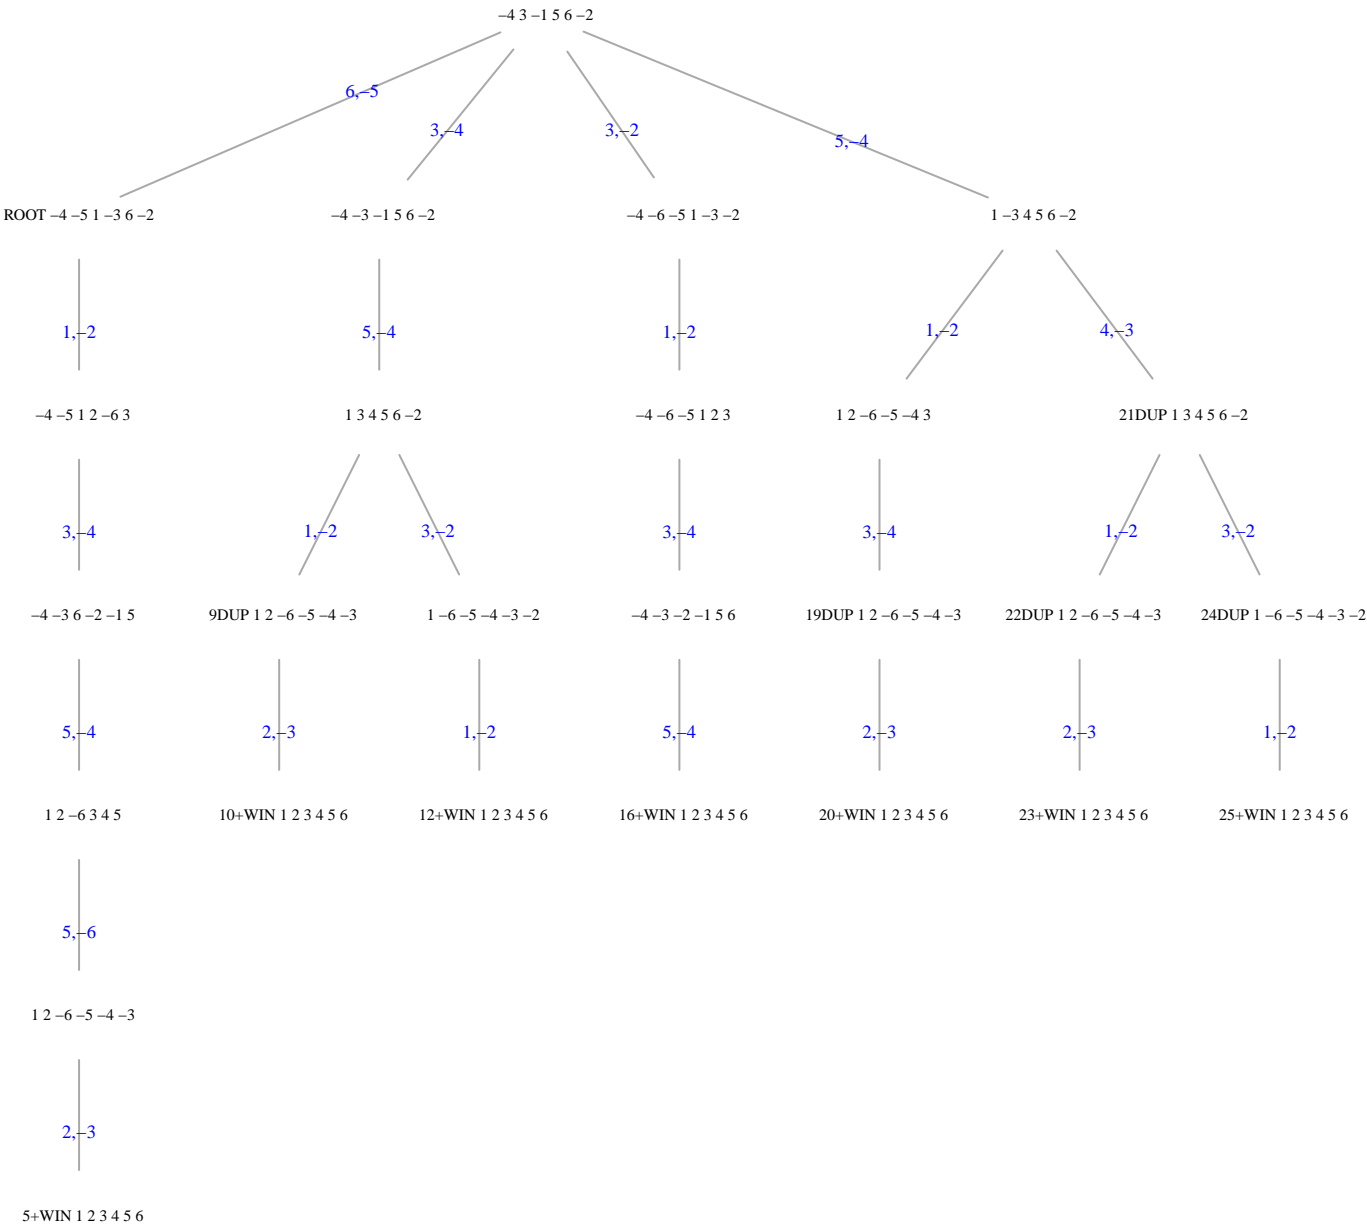 −4 3 −1 5 6 −2
6,−5
3,−4
3,−2
5,−4
ROOT −4 −5 1 −3 6 −2
−4 −3 −1 5 6 −2
−4 −6 −5 1 −3 −2
1 −3 4 5 6 −2
1,−2
5,−4
1,−2
1,−2
4,−3
−4 −5 1 2 −6 3
1 3 4 5 6 −2
−4 −6 −5 1 2 3
1 2 −6 −5 −4 3
21DUP 1 3 4 5 6 −2
3,−4
1,−2
3,−2
3,−4
3,−4
1,−2
3,−2
−4 −3 6 −2 −1 5
9DUP 1 2 −6 −5 −4 −3
1 −6 −5 −4 −3 −2
−4 −3 −2 −1 5 6
19DUP 1 2 −6 −5 −4 −3
22DUP 1 2 −6 −5 −4 −3
24DUP 1 −6 −5 −4 −3 −2
5,−4
2,−3
1,−2
5,−4
2,−3
2,−3
1,−2
1 2 −6 3 4 5
10+WIN 1 2 3 4 5 6
12+WIN 1 2 3 4 5 6
16+WIN 1 2 3 4 5 6
20+WIN 1 2 3 4 5 6
23+WIN 1 2 3 4 5 6
25+WIN 1 2 3 4 5 6
5,−6
1 2 −6 −5 −4 −3
2,−3
5+WIN 1 2 3 4 5 6